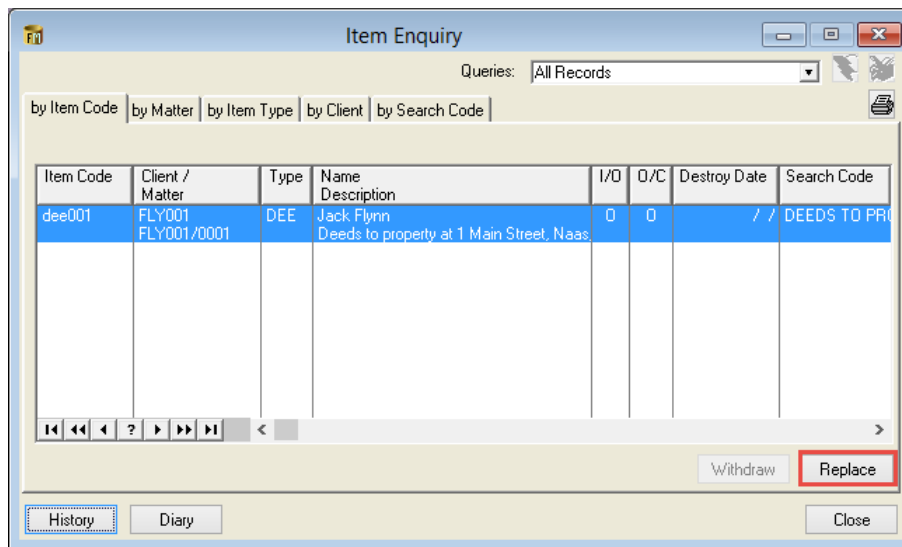 FM
Item Enquiry
Queries: All Records
by Item Code by Matter by Item Type by Client by Search Code
Item Code Client / Type Name I/O O/C Destroy Date Search Code
Matter Description
dee001 FLY001 DEE Jack Flynn O O / / DEEDS TO PRO
FLY001/0001 Deeds to property at 1 Main Street, Naas
?
Withdraw Replace
History Diary Close